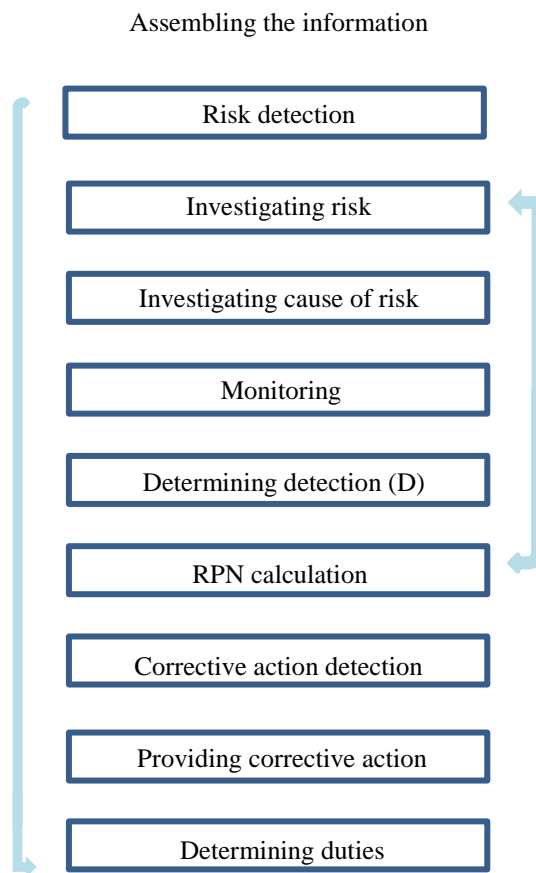 Assembling the information
Risk detection
Investigating risk
Investigating cause of risk
Monitoring
Determining detection (D)
RPN calculation
Corrective action detection
Providing corrective action
Determining duties